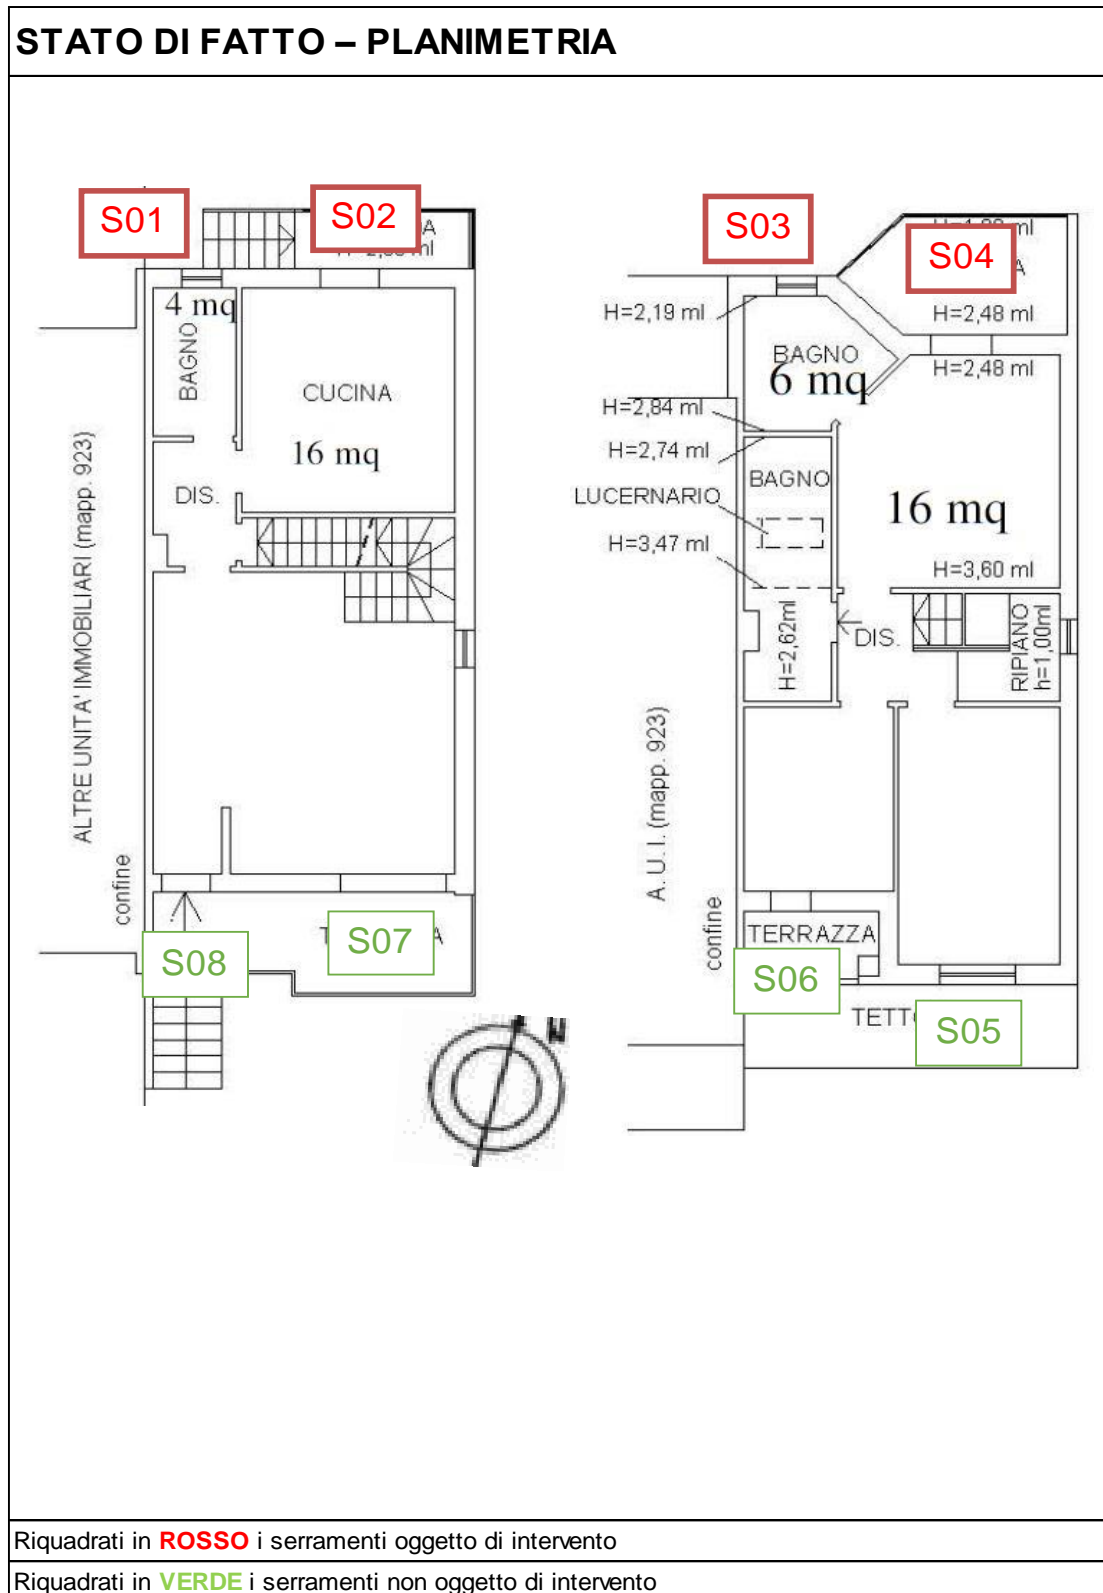 STATO DI FATTO – PLANIMETRIA
S01
S02
A
4 mq
BAGNO
CUCINA
16 mq
DIS.
ALTRE UNITA' IMMOBILIARI (mapp. 923)
confine
S07
A
S08
S03
S04
A
H=2,19 ml
H=2,48 ml
BAGNO
6 mq
H=2,48 ml
H=2,84 ml
H=2,74 ml
BAGNO
LUCERNARIO
16 mq
H=3,47 ml
H=3,60 ml
H=2,62ml
DIS.
RIPIANO
h=1,00ml
A. U. I. (mapp. 923)
confine
TERRAZZA
S06
S05
Riquadrati in ROSSO i serramenti oggetto di intervento
Riquadrati in VERDE i serramenti non oggetto di intervento